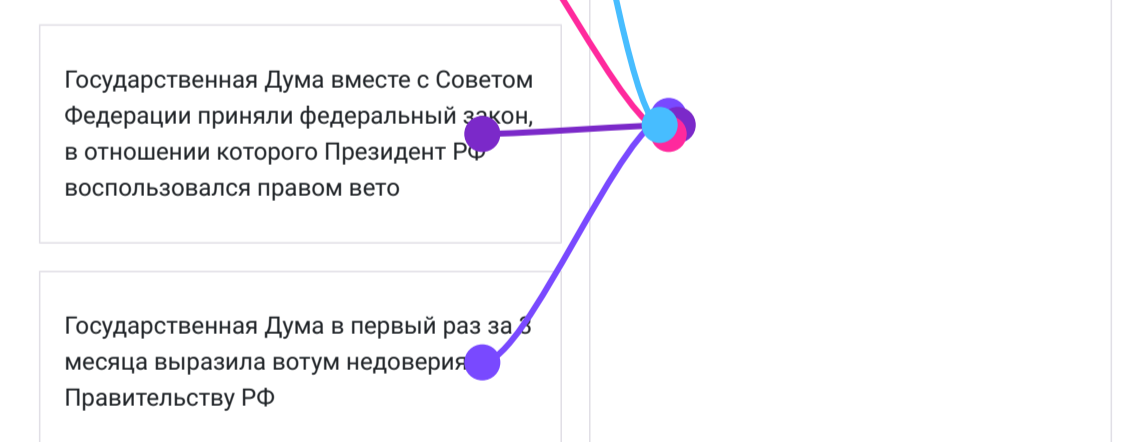 Государственная Дума вместе с Советом
Федерации приняли федеральный закон,
в отношении которого Президент РФ
воспользовался правом вето
Государственная Дума в первый раз за 3
месяца выразила вотум недоверия
Правительству РФ